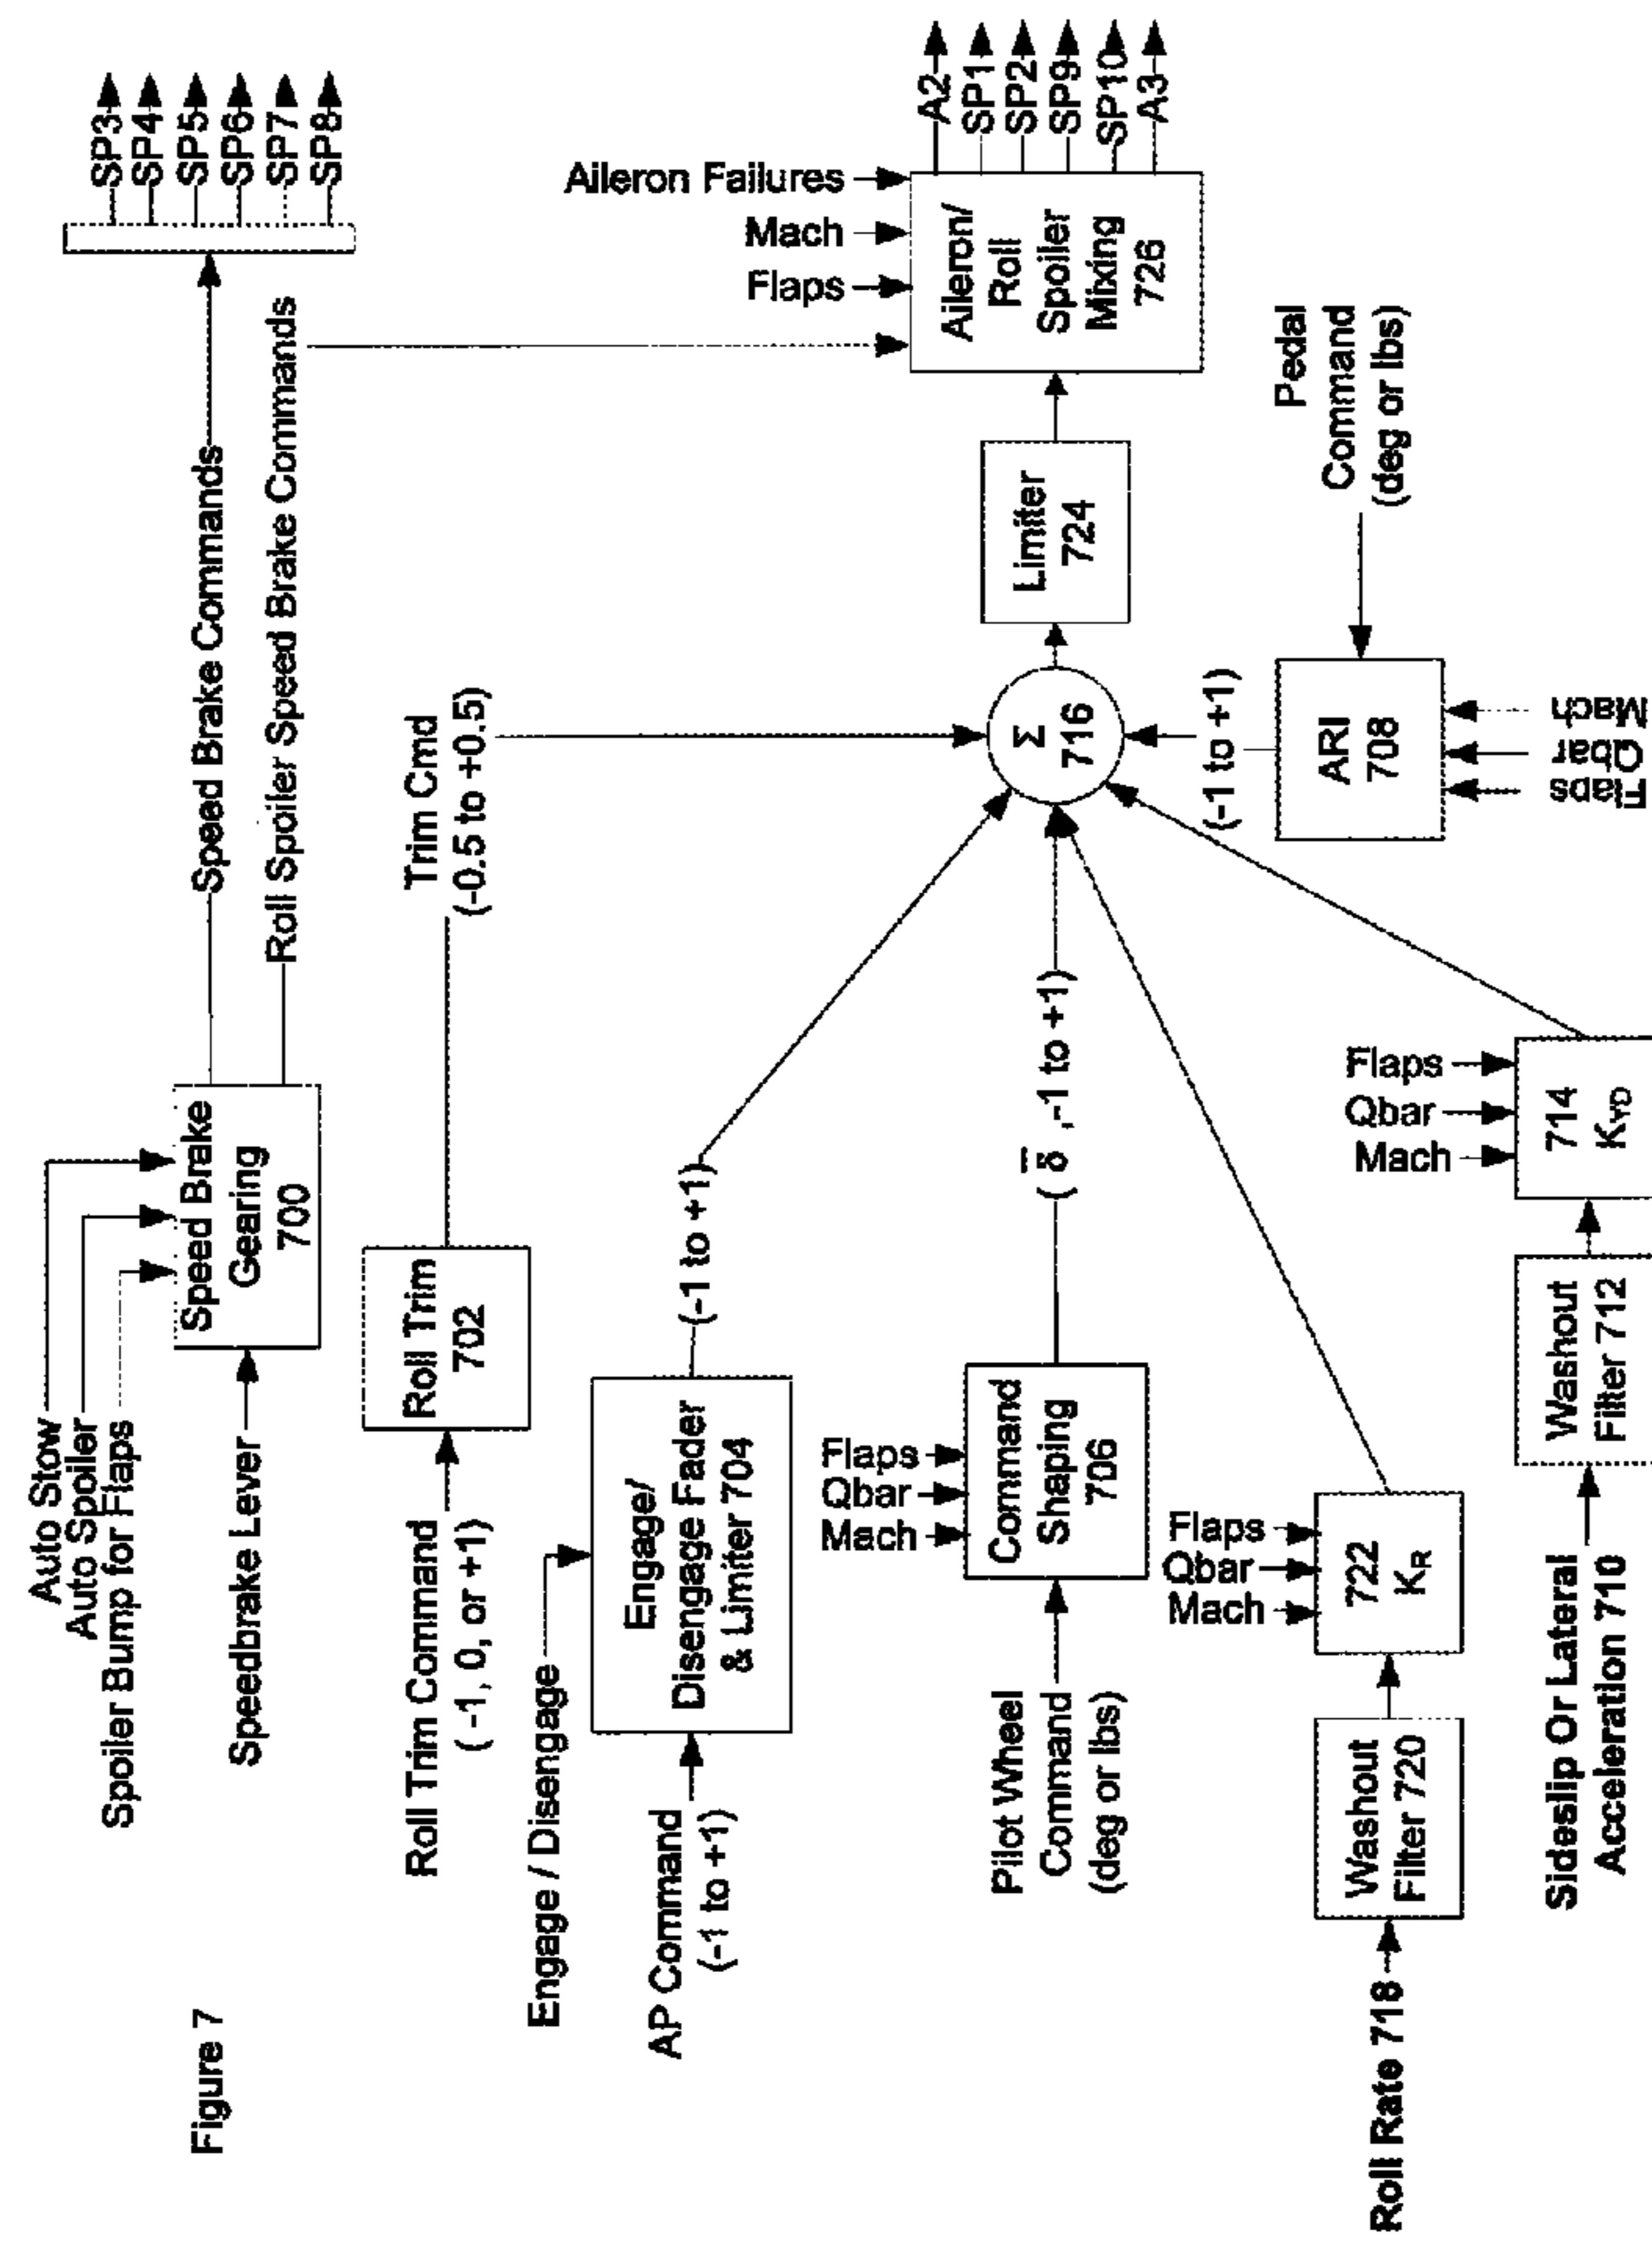 Figure 7
Auto Stow
Auto Spoiler
Spoiler Bump for Flaps
Speedbrake Lever
Speed Brake
Gearing
700
Speed Brake Commands
Roll Spoiler Speed Brake Commands
SP3
SP4
SP5
SP6
SP7
SP8
Roll Trim Command
( -1, 0, or +1)
Roll Trim
702
Trim Cmd
(-0.5 to +0.5)
Engage / Disengage
AP Command
(-1 to +1)
Engage/
Disengage Fader
& Limiter 704
(-1 to +1)
Pilot Wheel
Command
(deg or lbs)
Flaps
Qbar
Mach
Command
Shaping
706
( δ̅ ,-1 to +1)
Roll Rate 718
Washout
Filter 720
Flaps
Qbar
Mach
722
KR
Sideslip Or Lateral
Acceleration 710
Washout
Filter 712
Flaps
Qbar
Mach
714
KYD
Σ
716
(-1 to +1)
ARI
708
Mach
Qbar
Flaps
Pedal
Command
(deg or lbs)
Limiter
724
Aileron Failures
Mach
Flaps
Aileron/
Roll
Spoiler
Mixing
726
A2
SP1
SP2
SP9
SP10
A3